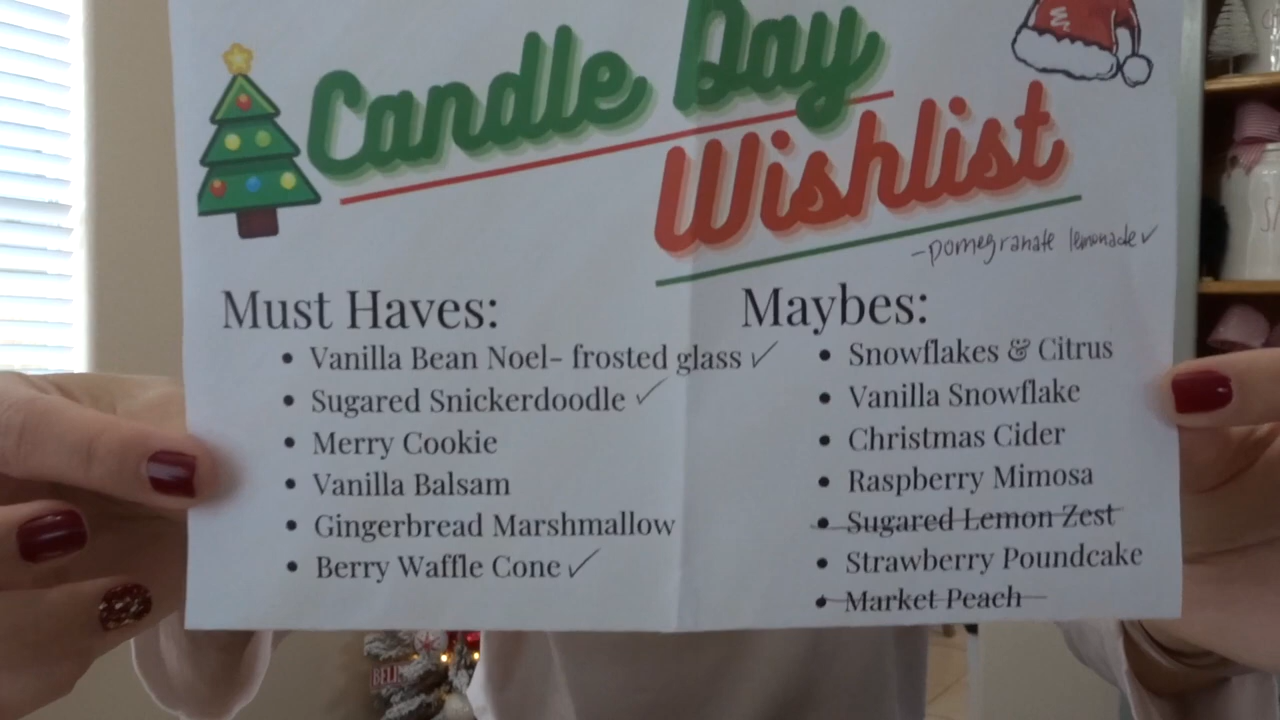 Candle Day
Wishlist
-pomegranate lemonade ✓
Must Haves:
• Vanilla Bean Noel- frosted glass ✓
• Sugared Snickerdoodle ✓
• Merry Cookie
• Vanilla Balsam
• Gingerbread Marshmallow
• Berry Waffle Cone ✓
Maybes:
• Snowflakes & Citrus
• Vanilla Snowflake
• Christmas Cider
• Raspberry Mimosa
• Sugared Lemon Zest
• Strawberry Poundcake
• Market Peach